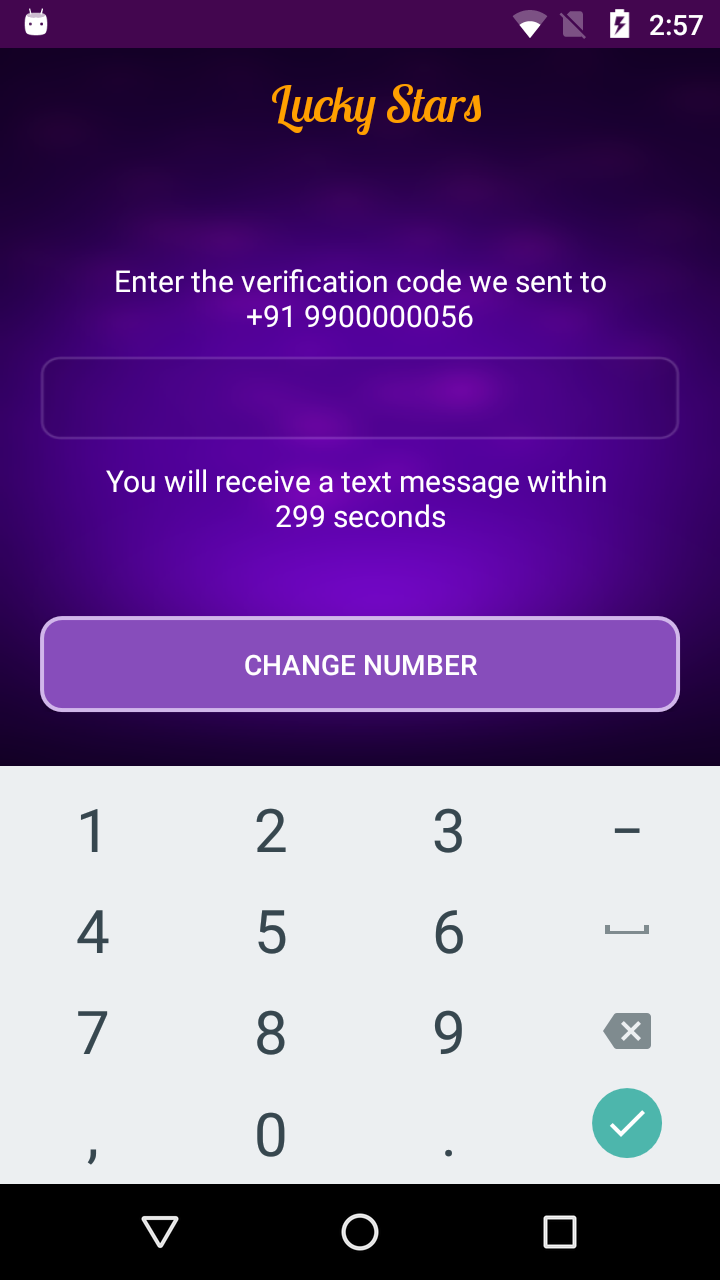 2:57
Lucky Stars
Enter the verification code we sent to
+91 9900000056
You will receive a text message within
299 seconds
CHANGE NUMBER
1 2 3 –
4 5 6
7 8 9
, 0 .